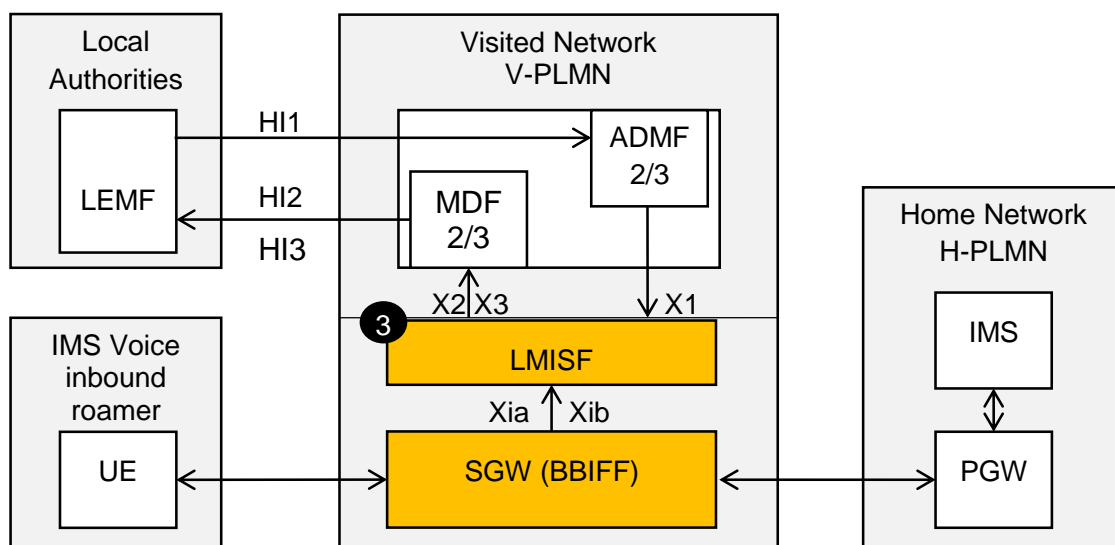 Local
Authorities
LEMF
HI1
HI2
HI3
Visited Network
V-PLMN
ADMF
2/3
MDF
2/3
X2 X3
X1
3
LMISF
Xia Xib
SGW (BBIFF)
IMS Voice
inbound
roamer
UE
Home Network
H-PLMN
IMS
PGW